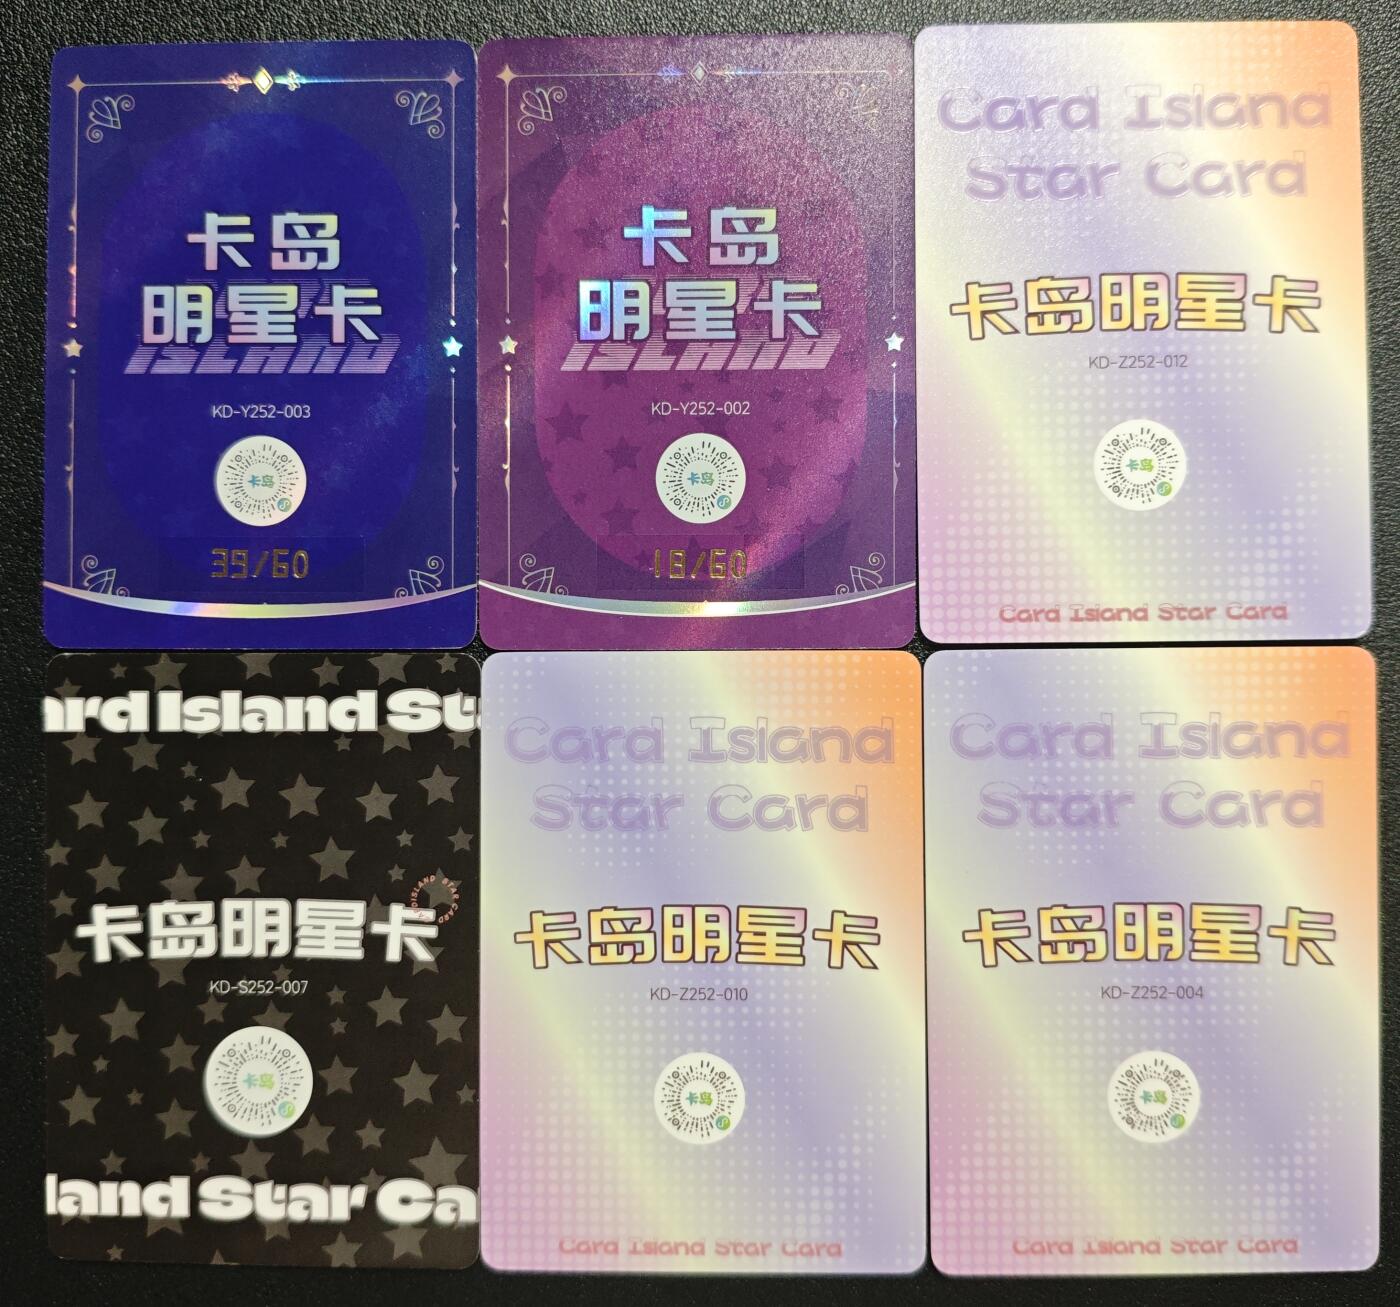 卡岛
明星卡
ISLAND
KD-Y252-003
卡岛
39/60
卡岛
明星卡
ISLAND
KD-Y252-002
卡岛
18/60
Card Island
Star Card
卡岛明星卡
KD-Z252-012
卡岛
Card Island Star Card
ard Island St
卡岛明星卡
ISLAND STAR CARD
KD-S252-007
卡岛
land Star Ca
Card Island
Star Card
卡岛明星卡
KD-Z252-010
卡岛
Card Island Star Card
Card Island
Star Card
卡岛明星卡
KD-Z252-004
卡岛
Card Island Star Card